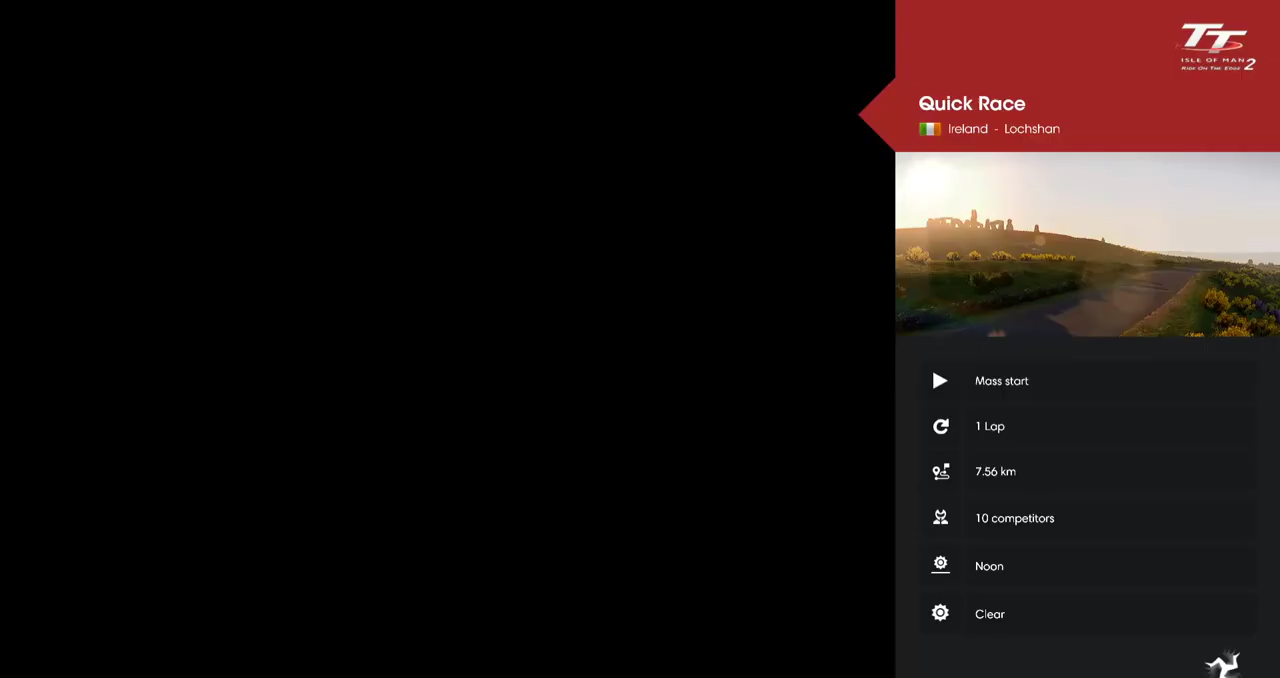 TT
ISLE OF MAN
RIDE ON THE EDGE 2
Quick Race
Ireland - Lochshan
Mass start
1 Lap
7.56 km
10 competitors
Noon
Clear